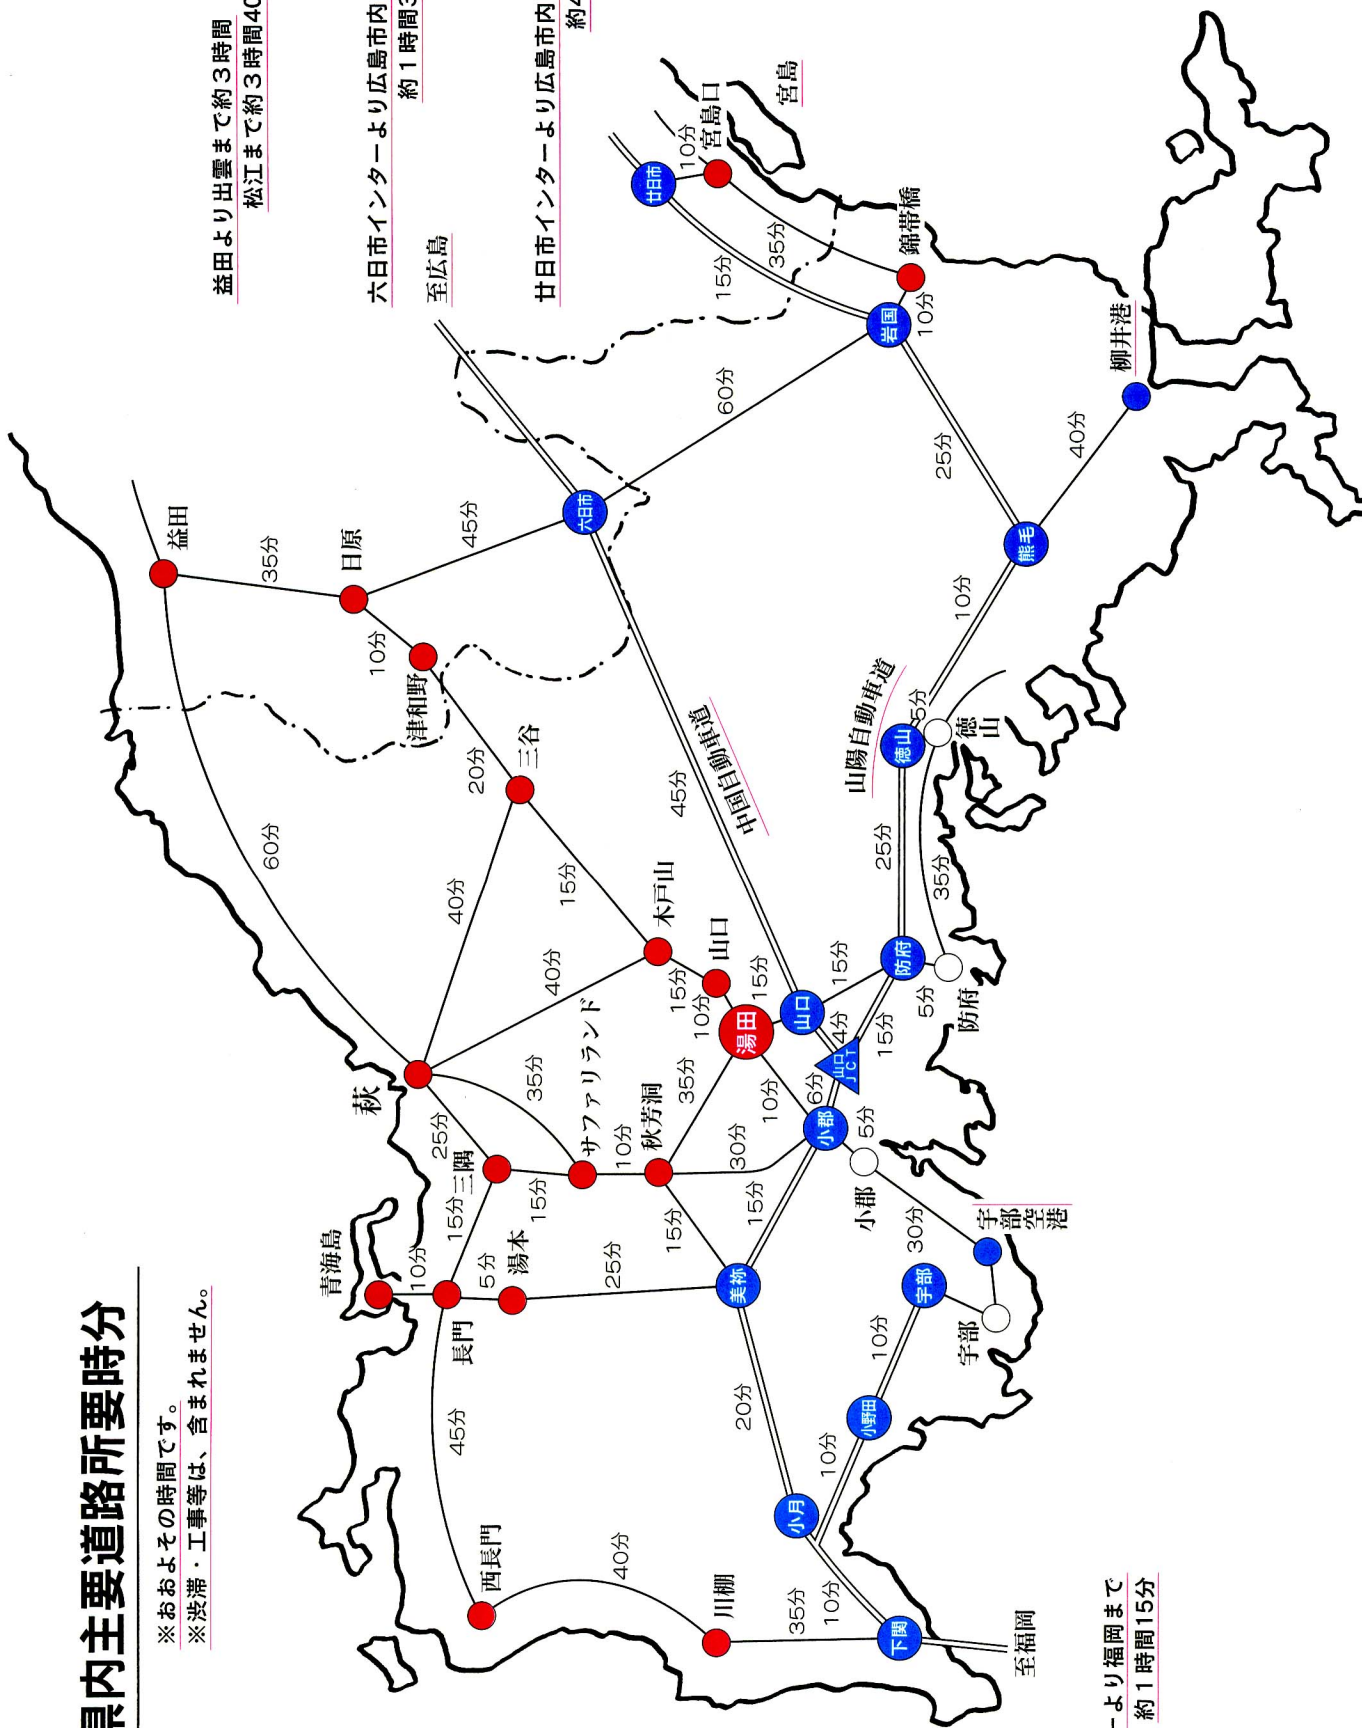 県内主要道路所要時分
※おおよその時間です。
※渋滞・工事等は、含まれません。
益田より出雲まで約３時間
松江まで約３時間40
六日市インターより広島市内
約１時間3
廿日市インターより広島市内
約4
ーより福岡まで
約１時間15分
至広島
至福岡
中国自動車道
山陽自動車道
青海島
10分
長門
15分
5分
湯本
25分
45分
西長門
40分
川棚
35分
下関
10分
小月
20分
美祢
10分
小野田
10分
宇部
宇部
宇部空港
30分
小郡
5分
小郡
15分
15分
30分
秋芳洞
10分
サファリランド
15分
三隅
25分
萩
35分
40分
40分
60分
益田
35分
日原
10分
津和野
45分
20分
三谷
15分
木戸山
15分
山口
10分
湯田
35分
10分
15分
山口
4分
6分
山口JCT
15分
15分
防府
5分
防府
25分
35分
徳山
5分
徳山
10分
熊毛
40分
柳井港
25分
岩国
10分
錦帯橋
60分
六日市
45分
15分
35分
廿日市
10分
宮島口
宮島